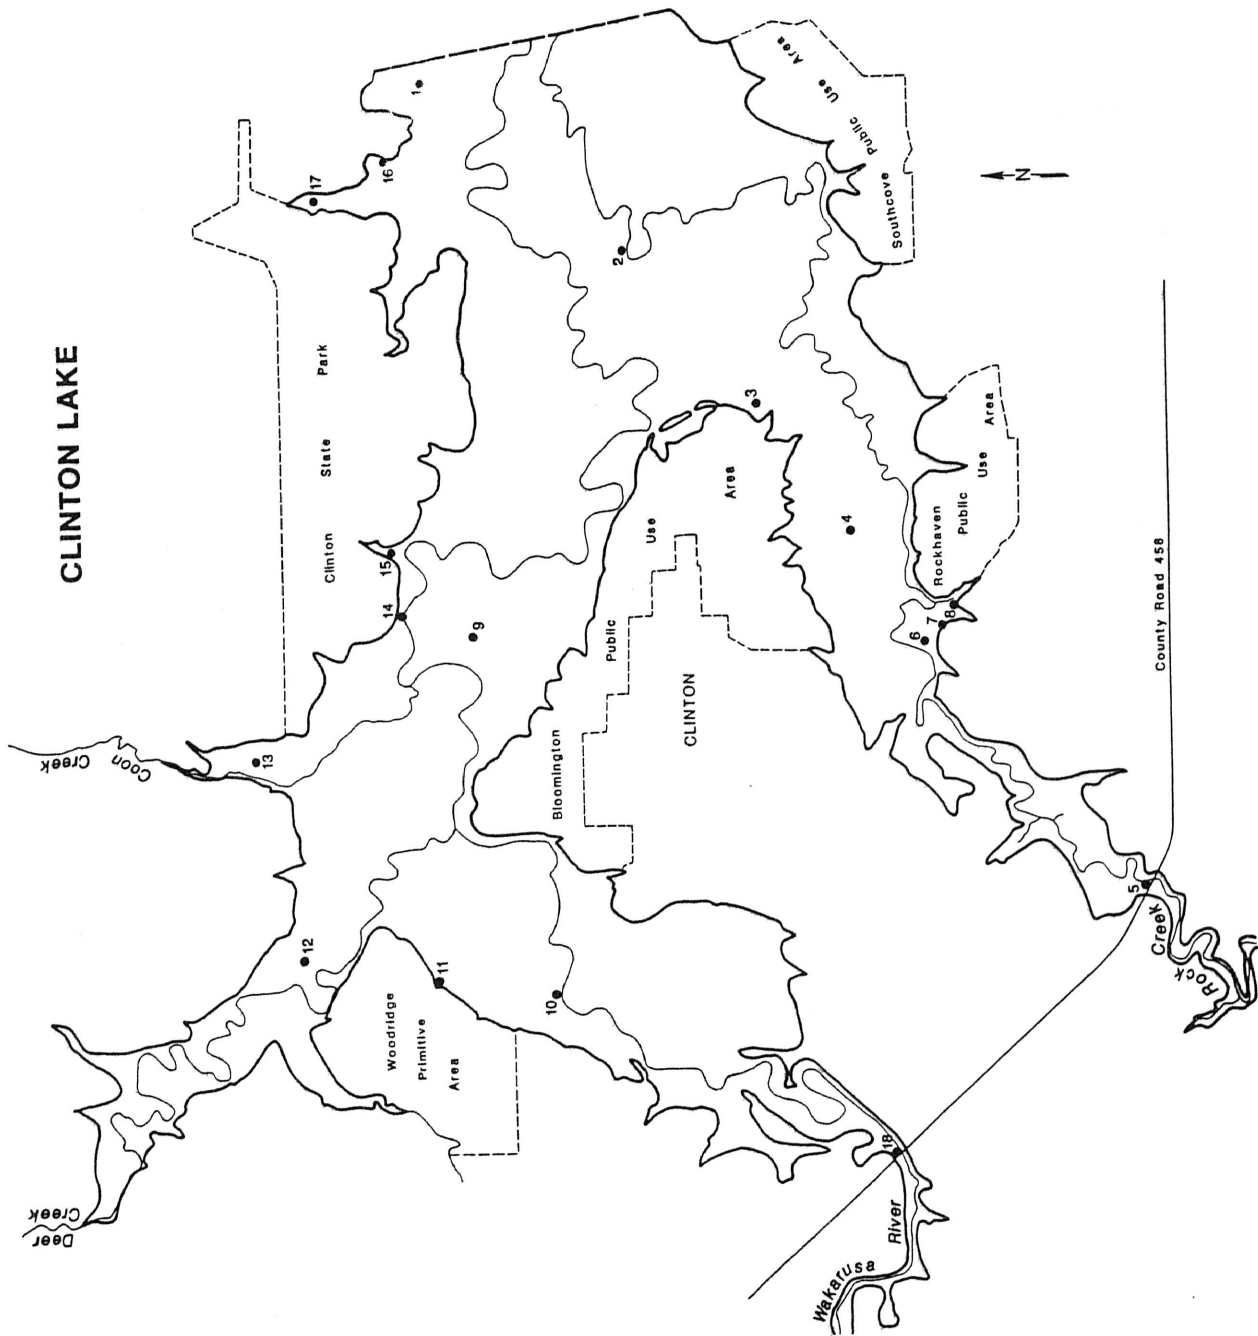 CLINTON LAKE
Coon
Creek
Deer
Creek
Clinton State Park
Woodridge
Primitive
Area
Bloomington Public Use Area
CLINTON
Southcove Public Use Area
Rockhaven
Public Use Area
County Road 458
Rock
Creek
Wakarusa River
N
1
2
3
4
5
6
7
8
9
10
11
12
13
14
15
16
17
18